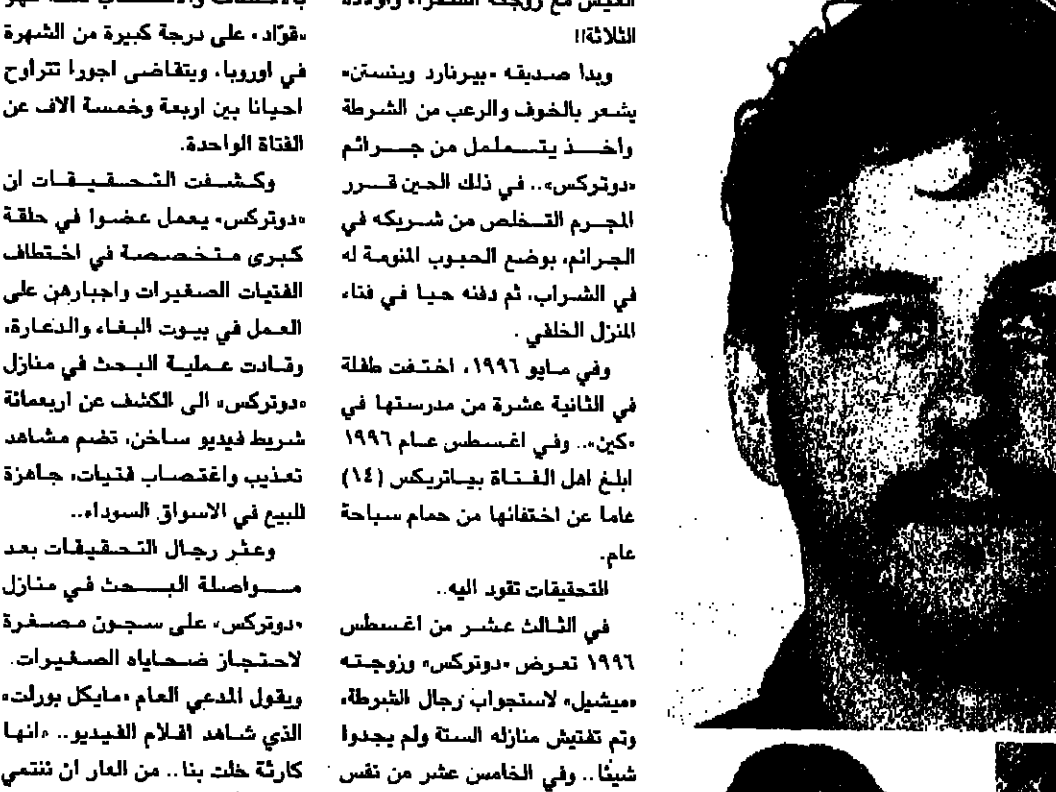 العيش مع زوجته الشقراء، واولاده
الثلاثة!!
وبدا صديقه «بيرنارد وينستن»
يشعر بالخوف والرعب من الشرطة
وأخذ يتململ من جرائم
«دوتركس».. في ذلك الحين قرر
المجرم التخلص من شريكه في
الجرائم، بوضع الحبوب المنومة له
في الشراب، ثم دفنه حيا في فناء
المنزل الخلفي .
وفي مايو ١٩٩٦، اختفت طفلة
في الثانية عشرة من مدرستها في
«كين».. وفي اغسطس عام ١٩٩٦
ابلغ اهل الفتاة بياتريكس (١٤)
عاما عن اختفائها من حمام سباحة
عام.
التحقيقات تقود اليه..
في الثالث عشر من اغسطس
١٩٩٦ تعرض «دوتركس» وزوجته
«ميشيل» لاستجواب رجال الشرطة،
وتم تفتيش منازله الستة ولم يجدوا
شيئا.. وفي الخامس عشر من نفس
«قوّاد» على درجة كبيرة من الشهرة
في اوروبا، ويتقاضى اجورا تتراوح
احيانا بين اربعة وخمسة الاف عن
الفتاة الواحدة.
وكشفت التحقيقات ان
«دوتركس» يعمل عضوا في حلقة
كبرى متخصصة في اختطاف
الفتيات الصغيرات واجبارهن على
العمل في بيوت البغاء والدعارة،
وقادت عملية البحث في منازل
«دوتركس» الى الكشف عن اربعمائة
شريط فيديو ساخن، تضم مشاهد
تعذيب واغتصاب فتيات، جاهزة
للبيع في الاسواق السوداء..
وعثر رجال التحقيقات بعد
مواصلة البحث في منازل
«دوتركس» على سجون مصغرة
لاحتجاز ضحاياه الصغيرات.
ويقول المدعي العام «مايكل بورلت»
الذي شاهد افلام الفيديو.. «انها
كارثة حلت بنا.. من العار ان ننتمي